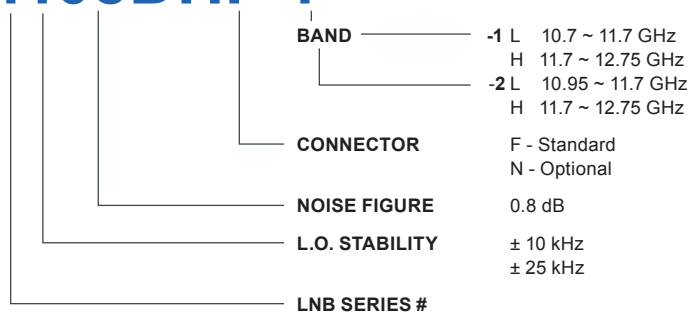 BAND -1 L 10.7 ~ 11.7 GHz
H 11.7 ~ 12.75 GHz
-2 L 10.95 ~ 11.7 GHz
H 11.7 ~ 12.75 GHz
CONNECTOR F - Standard
N - Optional
NOISE FIGURE 0.8 dB
L.O. STABILITY ± 10 kHz
± 25 kHz
LNB SERIES #